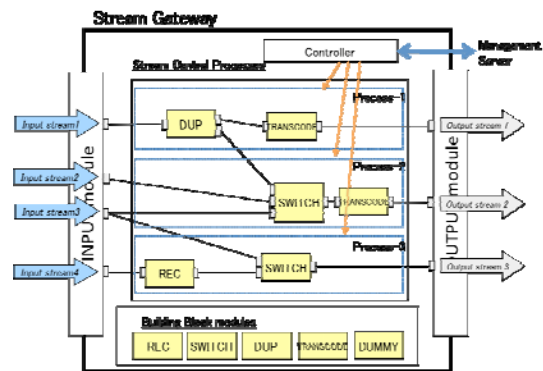 Stream Gateway
Controller
Management
Server
Stream Control Processes
Process-1
Input stream1
DUP
TRANSCODE
Output stream 1
Process-2
Input stream2
SWITCH
TRANSCODE
Output stream 2
Input stream3
INPUT module
OUTPUT module
Process-3
Input stream4
REC
SWITCH
Output stream 3
Building Block modules
REC
SWITCH
DUP
TRANSCODE
DUMMY